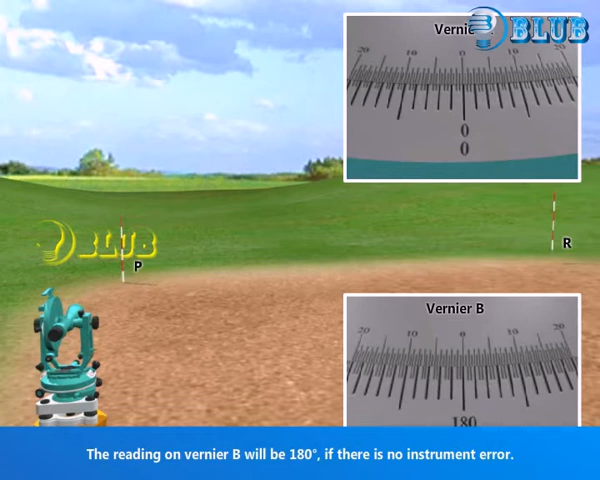 Vernie
BLUB
20 10 0 10 20
0
0
R
BLUB
P
Vernier B
20 10 0 10 20
180
The reading on vernier B will be 180°, if there is no instrument error.